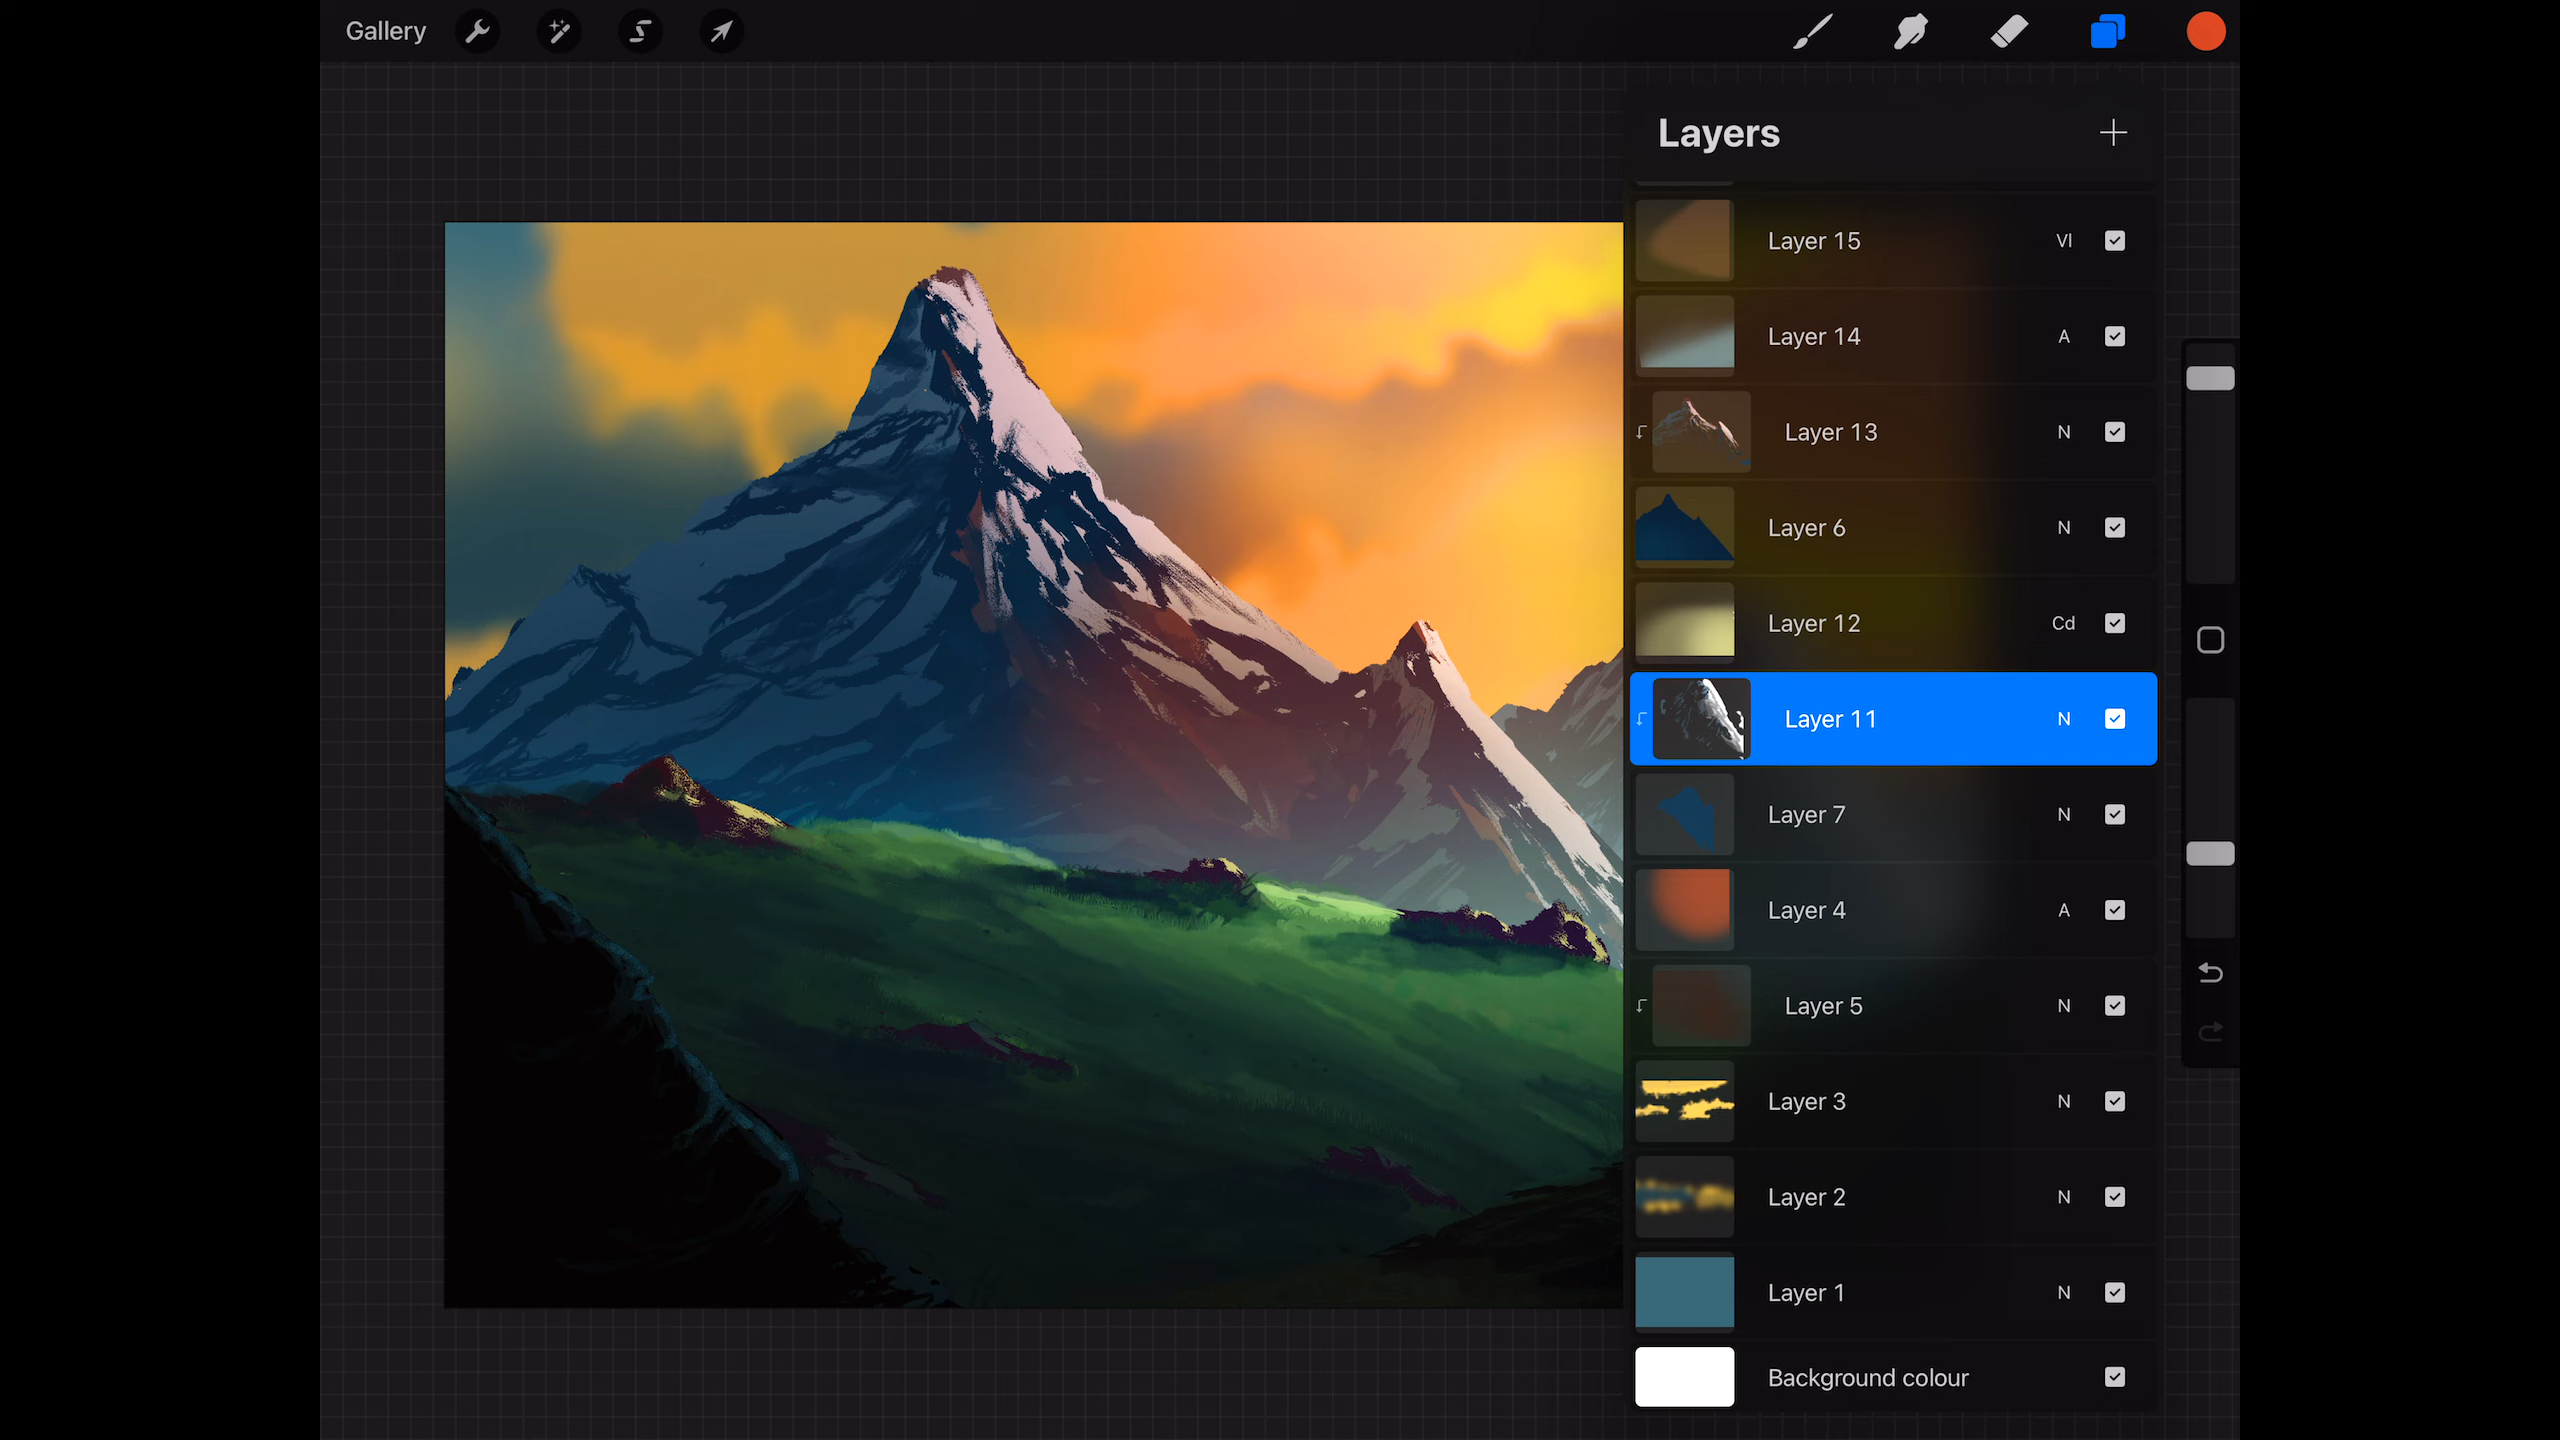 Gallery
Layers
Layer 15 Vl
Layer 14 A
Layer 13 N
Layer 6 N
Layer 12 Cd
Layer 11 N
Layer 7 N
Layer 4 A
Layer 5 N
Layer 3 N
Layer 2 N
Layer 1 N
Background colour